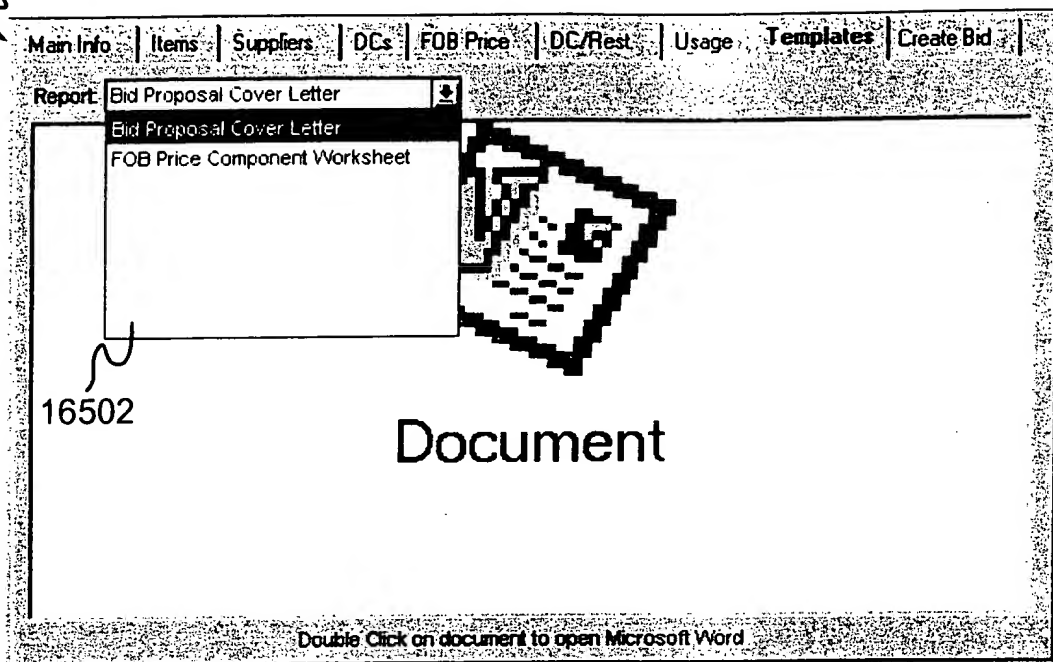 Main Info Items Suppliers DCs FOB Price DC/Rest. Usage Templates Create Bid
Report: Bid Proposal Cover Letter
Bid Proposal Cover Letter
FOB Price Component Worksheet
16502
Document
Double Click on document to open Microsoft Word